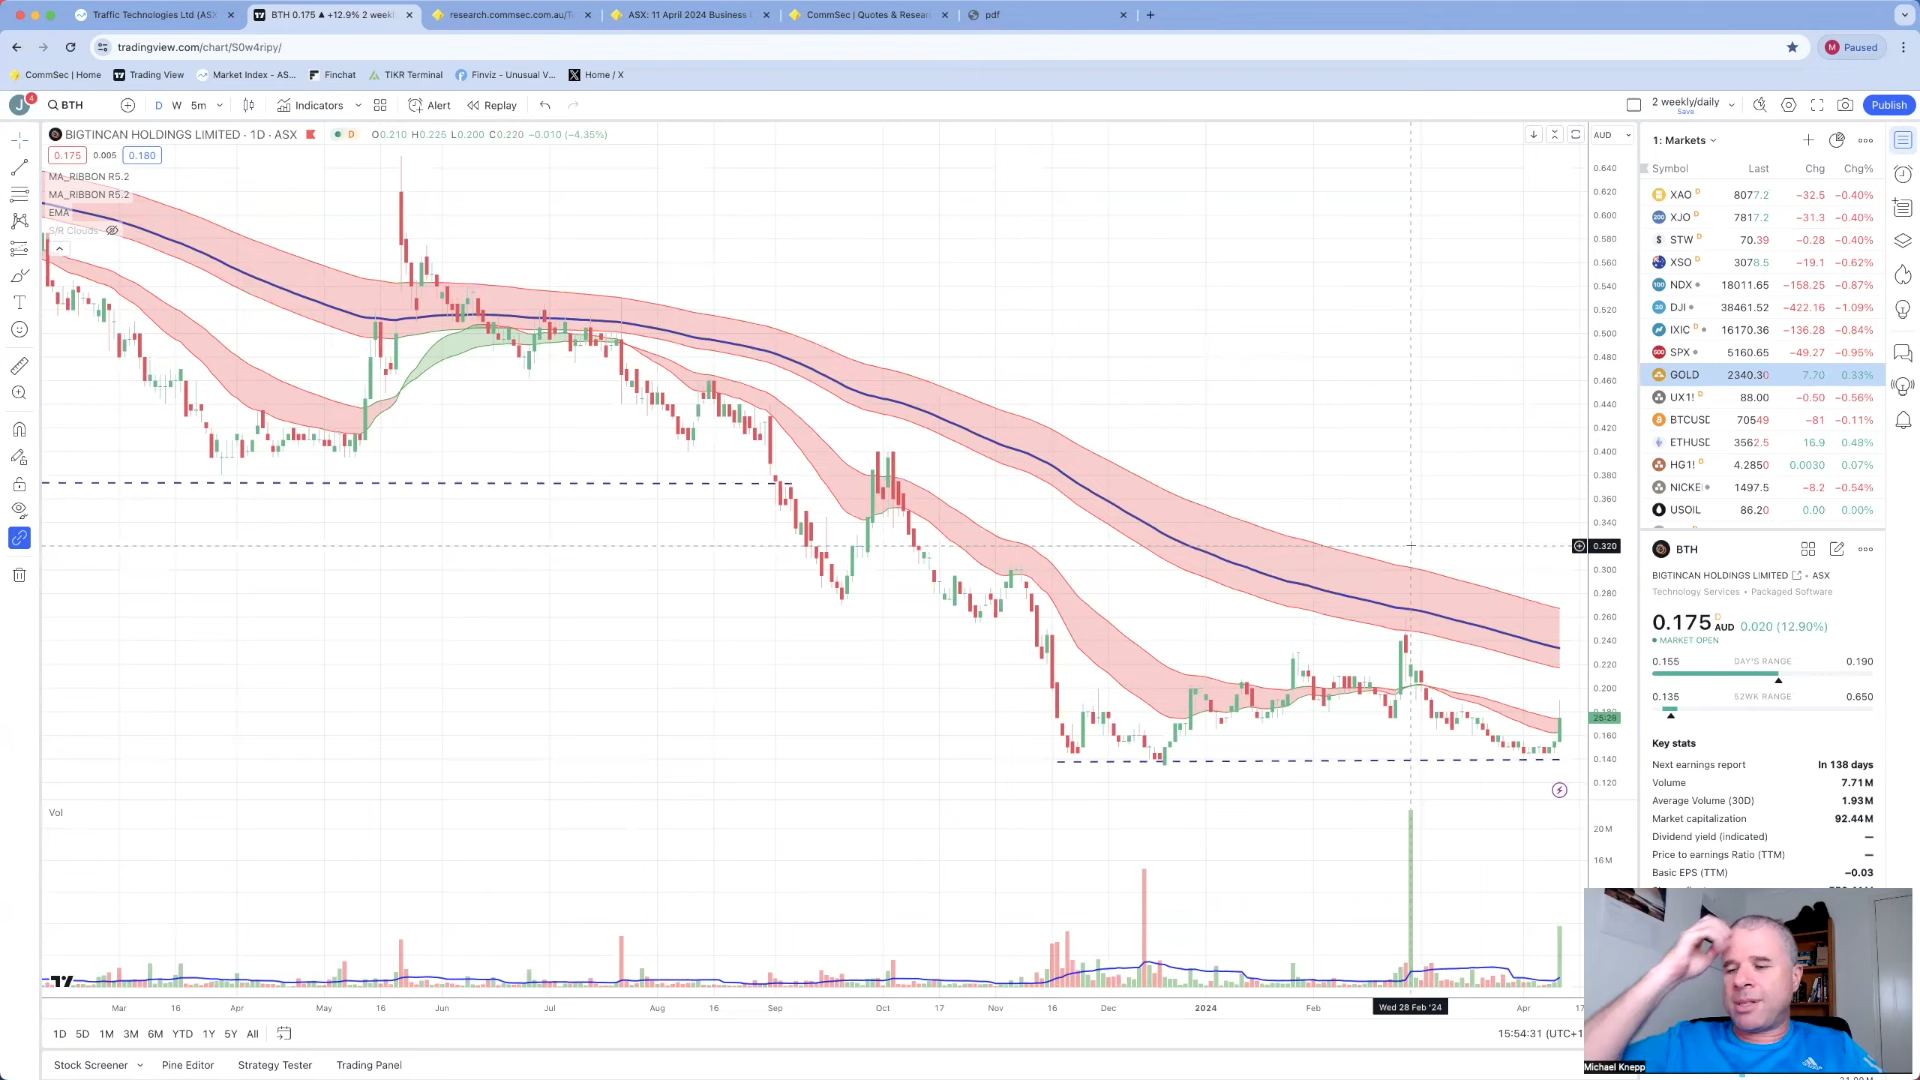 Traffic Technologies Ltd (ASX
BTH 0.175 ▲ +12.9% 2 weekl
research.commsec.com.au/T
ASX: 11 April 2024 Business
CommSec | Quotes & Resear
pdf
tradingview.com/chart/S0w4ripy/
M Paused
CommSec | Home
Trading View
Market Index - AS...
Finchat
TIKR Terminal
Finviz - Unusual V...
Home / X
J 4
BTH
D W 5m
Indicators
Alert
Replay
2 weekly/daily
Save
Publish
BIGTINCAN HOLDINGS LIMITED · 1D · ASX
D
O0.210 H0.225 L0.200 C0.220 −0.010 (−4.35%)
0.175 0.005 0.180
MA_RIBBON R5.2
MA_RIBBON R5.2
EMA
S/R Clouds
AUD
0.640
0.620
0.600
0.580
0.560
0.540
0.520
0.500
0.480
0.460
0.440
0.420
0.400
0.380
0.360
0.340
0.320
0.300
0.280
0.260
0.240
0.220
0.200
0.180
25:28
0.160
0.140
0.120
Vol
20 M
16 M
Mar 16 Apr May 16 Jun Jul Aug 16 Sep Oct 17 Nov Dec 2024 Feb Wed 28 Feb '24 Apr 17
1D 5D 1M 3M 6M YTD 1Y 5Y All
15:54:31 (UTC+1
Stock Screener
Pine Editor
Strategy Tester
Trading Panel
1: Markets
Symbol Last Chg Chg%
XAO D 8077.2 −32.5 −0.40%
XJO D 7817.2 −31.3 −0.40%
STW D 70.39 −0.28 −0.40%
XSO D 3078.5 −19.1 −0.62%
NDX 18011.65 −158.25 −0.87%
DJI 38461.52 −422.16 −1.09%
IXIC D 16170.36 −136.28 −0.84%
SPX 5160.65 −49.27 −0.95%
GOLD 2340.30 7.70 0.33%
UX1! D 88.00 −0.50 −0.56%
BTCUSD 70549 −81 −0.11%
ETHUSD 3562.5 16.9 0.48%
HG1! D 4.2850 0.0030 0.07%
NICKE 1497.5 −8.2 −0.54%
USOIL 86.20 0.00 0.00%
BTH
BIGTINCAN HOLDINGS LIMITED · ASX
Technology Services · Packaged Software
0.175 D AUD 0.020 (12.90%)
MARKET OPEN
0.155 DAY'S RANGE 0.190
0.135 52WK RANGE 0.650
Key stats
Next earnings report In 138 days
Volume 7.71 M
Average Volume (30D) 1.93 M
Market capitalization 92.44 M
Dividend yield (indicated) —
Price to earnings Ratio (TTM) —
Basic EPS (TTM) −0.03
Michael Knepp